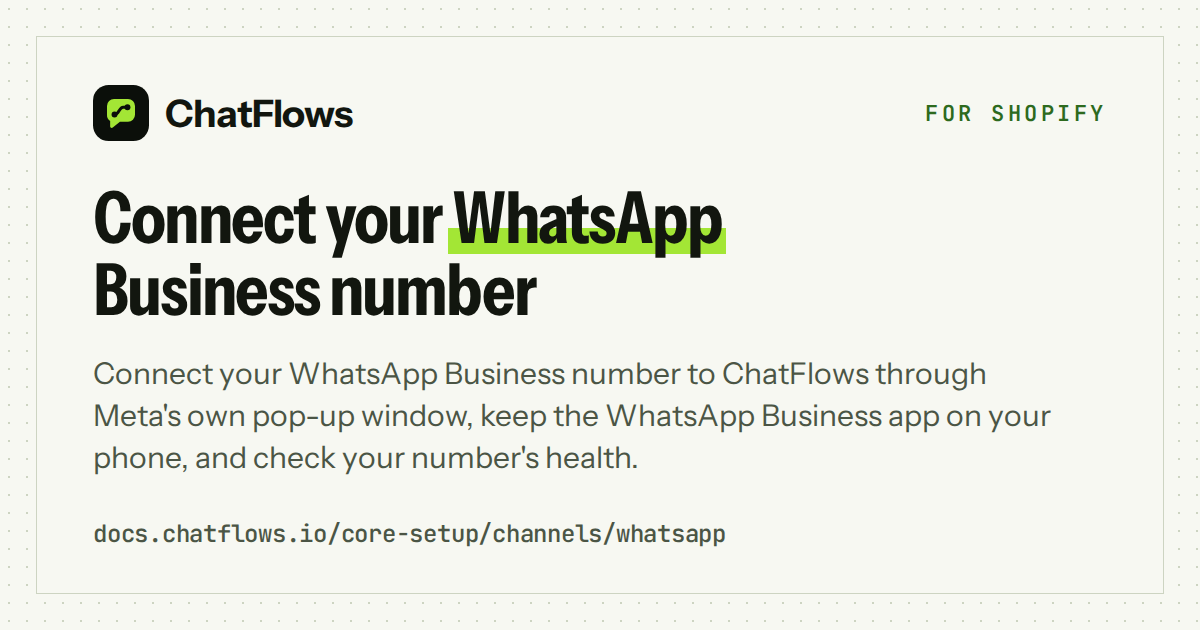 ChatFlows
FOR SHOPIFY
Connect your WhatsApp
Business number
Connect your WhatsApp Business number to ChatFlows through
Meta's own pop-up window, keep the WhatsApp Business app on your
phone, and check your number's health.
docs.chatflows.io/core-setup/channels/whatsapp